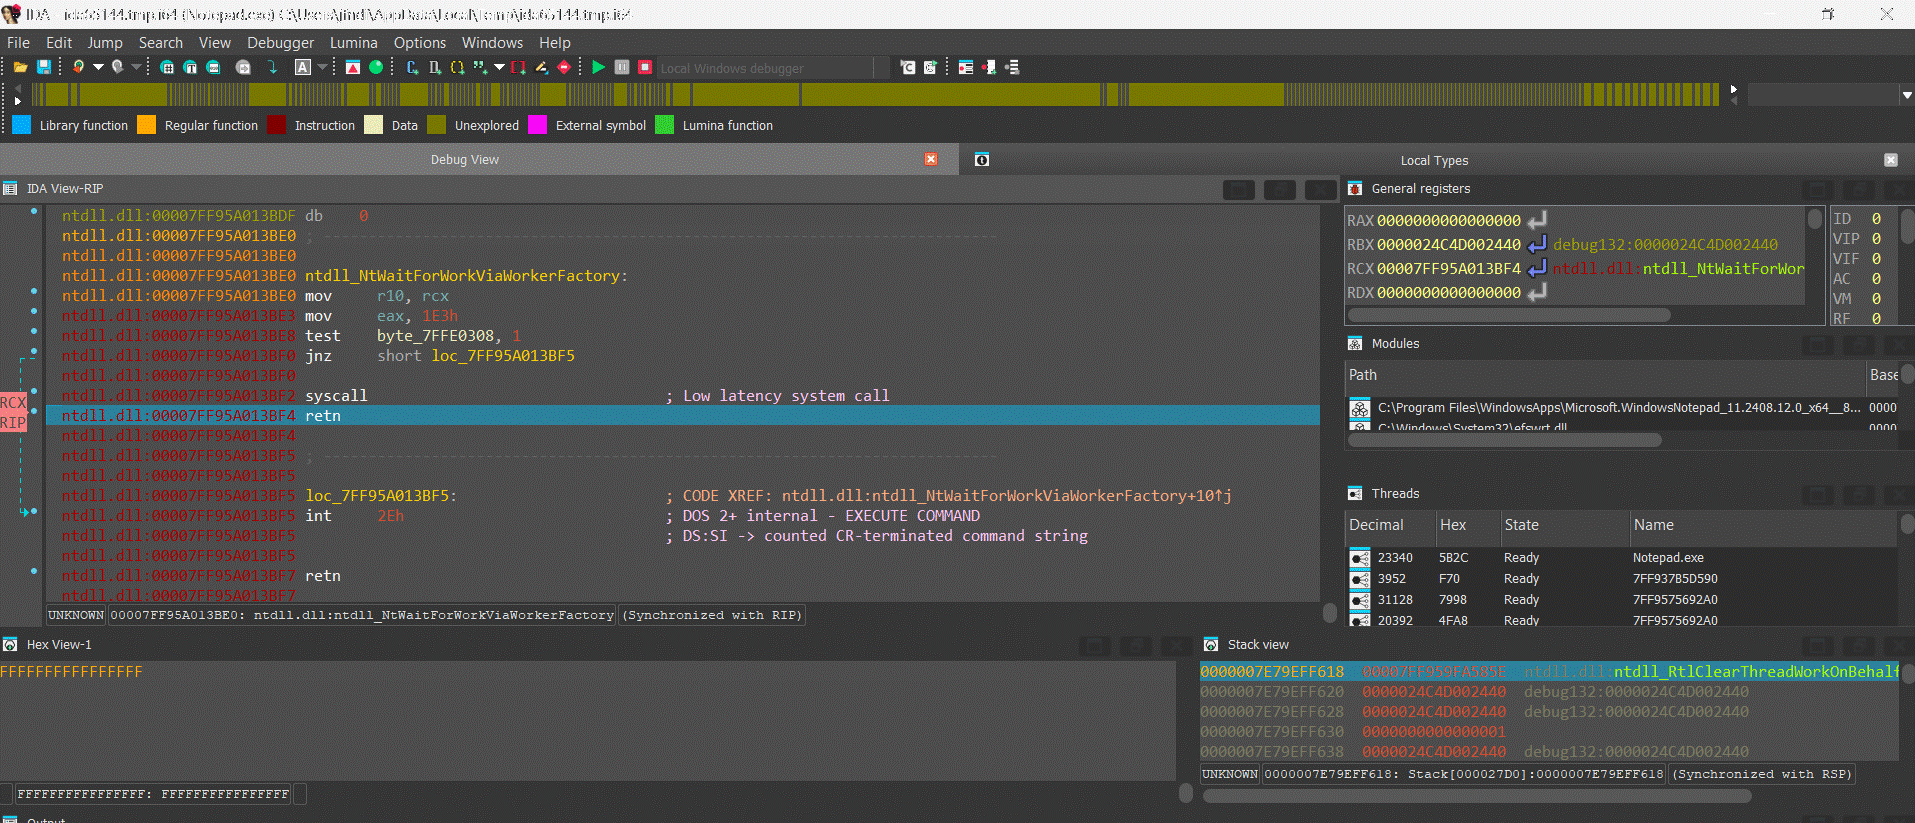 IDA - ida65144.tmp.i64 (Notepad.exe) C:\Users\jindi\AppData\Local\Temp\ida65144.tmp.i64
File Edit Jump Search View Debugger Lumina Options Windows Help
Local Windows debugger
Library function Regular function Instruction Data Unexplored External symbol Lumina function
Debug View
Local Types
IDA View-RIP
ntdll.dll:00007FF95A013BDF db 0
ntdll.dll:00007FF95A013BE0 ; ---------------------------------------------------------------------------
ntdll.dll:00007FF95A013BE0
ntdll.dll:00007FF95A013BE0 ntdll_NtWaitForWorkViaWorkerFactory:
ntdll.dll:00007FF95A013BE0 mov r10, rcx
ntdll.dll:00007FF95A013BE3 mov eax, 1E3h
ntdll.dll:00007FF95A013BE8 test byte_7FFE0308, 1
ntdll.dll:00007FF95A013BF0 jnz short loc_7FF95A013BF5
ntdll.dll:00007FF95A013BF0
ntdll.dll:00007FF95A013BF2 syscall ; Low latency system call
ntdll.dll:00007FF95A013BF4 retn
ntdll.dll:00007FF95A013BF4
ntdll.dll:00007FF95A013BF5 ; ---------------------------------------------------------------------------
ntdll.dll:00007FF95A013BF5
ntdll.dll:00007FF95A013BF5 loc_7FF95A013BF5: ; CODE XREF: ntdll.dll:ntdll_NtWaitForWorkViaWorkerFactory+10↑j
ntdll.dll:00007FF95A013BF5 int 2Eh ; DOS 2+ internal - EXECUTE COMMAND
ntdll.dll:00007FF95A013BF5 ; DS:SI -> counted CR-terminated command string
ntdll.dll:00007FF95A013BF5
ntdll.dll:00007FF95A013BF7 retn
ntdll.dll:00007FF95A013BF7
RCX
RIP
UNKNOWN 00007FF95A013BE0: ntdll.dll:ntdll_NtWaitForWorkViaWorkerFactory (Synchronized with RIP)
General registers
RAX 0000000000000000
RBX 0000024C4D002440 debug132:0000024C4D002440
RCX 00007FF95A013BF4 ntdll.dll:ntdll_NtWaitForWor
RDX 0000000000000000
ID 0
VIP 0
VIF 0
AC 0
VM 0
RF 0
Modules
Path Base
C:\Program Files\WindowsApps\Microsoft.WindowsNotepad_11.2408.12.0_x64__8... 0000
C:\Windows\System32\efswrt.dll 0000
Threads
Decimal Hex State Name
23340 5B2C Ready Notepad.exe
3952 F70 Ready 7FF937B5D590
31128 7998 Ready 7FF9575692A0
20392 4FA8 Ready 7FF9575692A0
Hex View-1
FFFFFFFFFFFFFFFF
FFFFFFFFFFFFFFFF: FFFFFFFFFFFFFFFF
Stack view
0000007E79EFF618 00007FF959FA585E ntdll.dll:ntdll_RtlClearThreadWorkOnBehalf
0000007E79EFF620 0000024C4D002440 debug132:0000024C4D002440
0000007E79EFF628 0000024C4D002440 debug132:0000024C4D002440
0000007E79EFF630 0000000000000001
0000007E79EFF638 0000024C4D002440 debug132:0000024C4D002440
UNKNOWN 0000007E79EFF618: Stack[000027D0]:0000007E79EFF618 (Synchronized with RSP)
Output